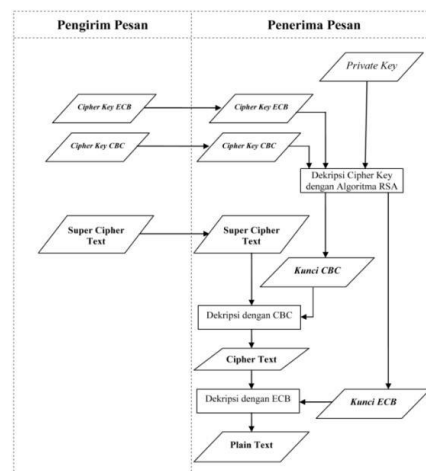 Pengirim Pesan
Penerima Pesan
Private Key
Cipher Key ECB
Cipher Key ECB
Cipher Key CBC
Cipher Key CBC
Dekripsi Cipher Key
dengan Algoritma RSA
Super Cipher
Text
Super Cipher
Text
Kunci CBC
Dekripsi dengan CBC
Cipher Text
Dekripsi dengan ECB
Kunci ECB
Plain Text